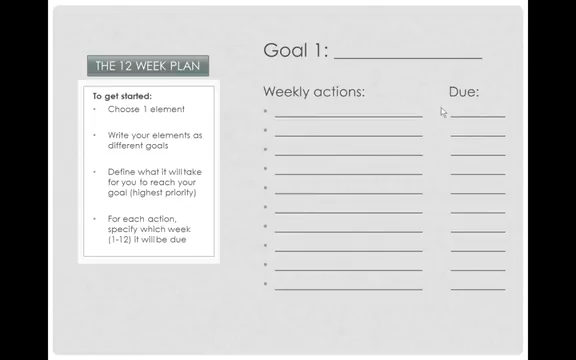 THE 12 WEEK PLAN
To get started:
• Choose 1 element
• Write your elements as
different goals
• Define what it will take
for you to reach your
goal (highest priority)
• For each action,
specify which week
(1-12) it will be due
Goal 1: _______________
Weekly actions: Due: